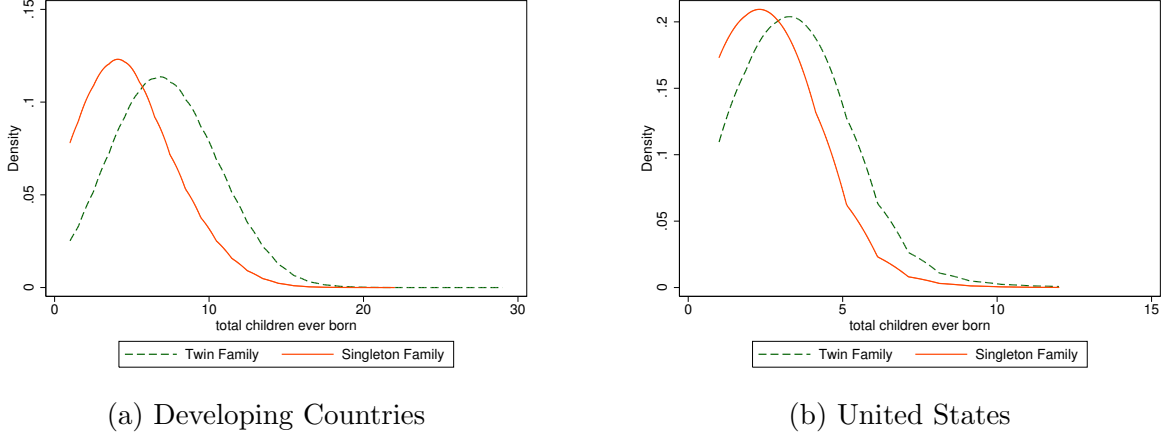 .15
.1
.05
0
Density
0 10 20 30
total children ever born
Twin Family Singleton Family
(a) Developing Countries
.2
.15
.1
.05
0
Density
0 5 10 15
total children ever born
Twin Family Singleton Family
(b) United States